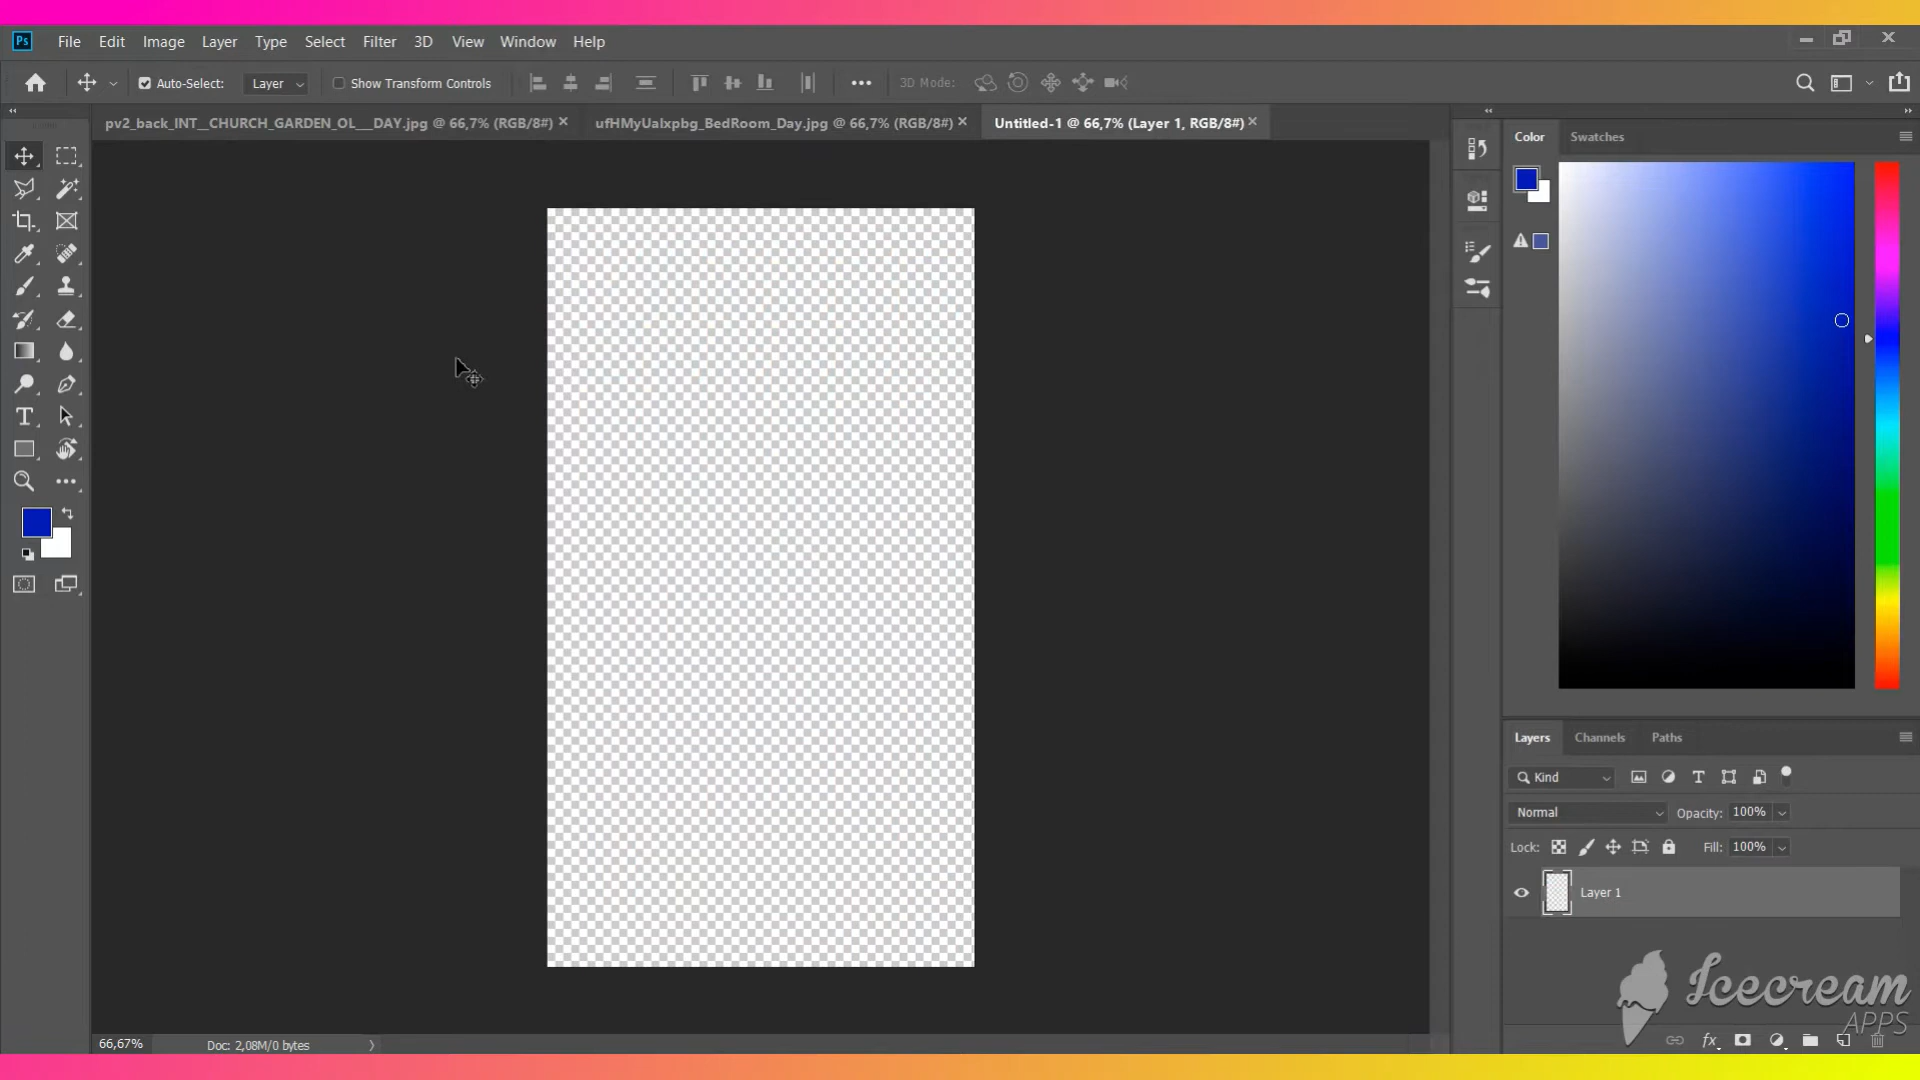 Ps File Edit Image Layer Type Select Filter 3D View Window Help
Auto-Select: Layer Show Transform Controls 3D Mode:
pv2_back_INT__CHURCH_GARDEN_OL___DAY.jpg @ 66,7% (RGB/8#) ufHMyUalxpbg_BedRoom_Day.jpg @ 66,7% (RGB/8#) Untitled-1 @ 66,7% (Layer 1, RGB/8#)
Color Swatches
Layers Channels Paths
Kind
Normal Opacity: 100%
Lock: Fill: 100%
Layer 1
Icecream
APPS
66,67% Doc: 2,08M/0 bytes
fx